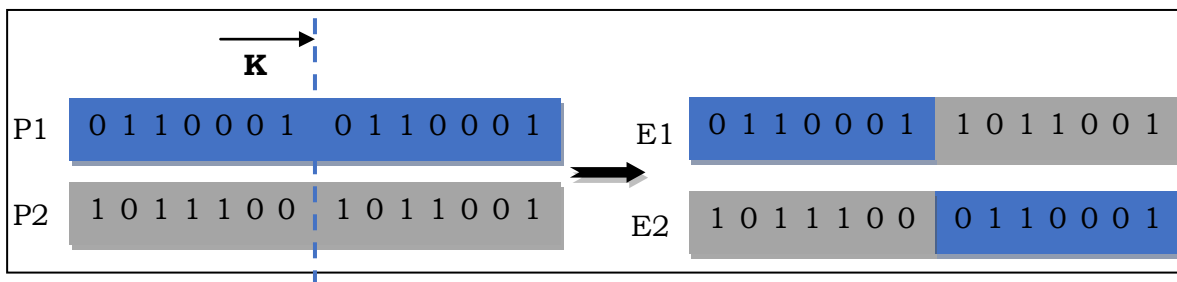 K
P1 0 1 1 0 0 0 1 0 1 1 0 0 0 1
P2 1 0 1 1 1 0 0 1 0 1 1 0 0 1
E1 0 1 1 0 0 0 1 1 0 1 1 0 0 1
E2 1 0 1 1 1 0 0 0 1 1 0 0 0 1